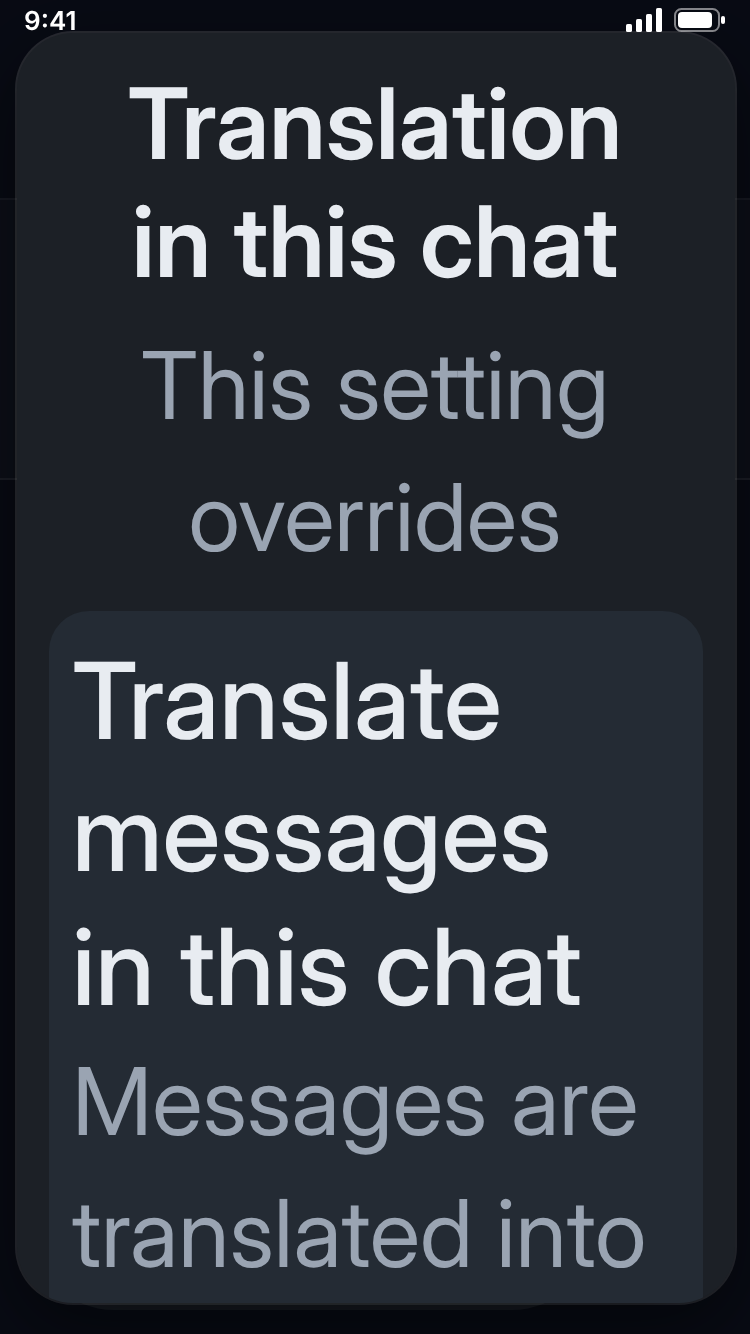 9:41
Translation
in this chat
This setting
overrides
Translate
messages
in this chat
Messages are
translated into